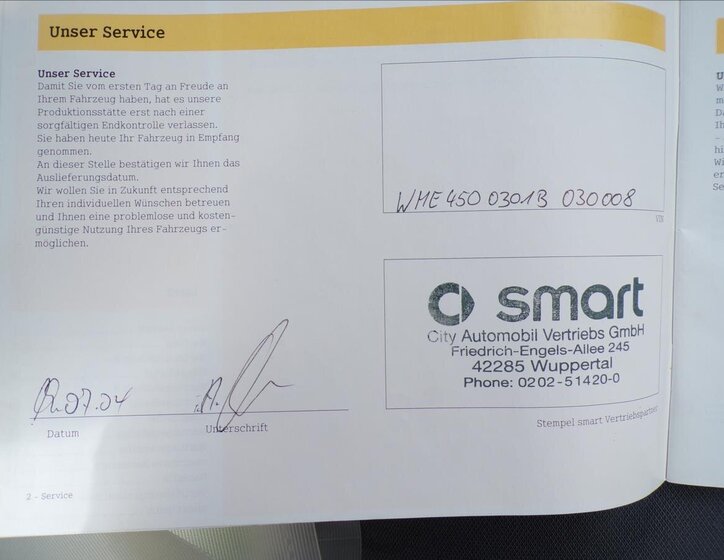 Unser Service
Unser Service
Damit Sie vom ersten Tag an Freude an
Ihrem Fahrzeug haben, hat es unsere
Produktionsstätte erst nach einer
sorgfältigen Endkontrolle verlassen.
Sie haben heute Ihr Fahrzeug in Empfang
genommen.
An dieser Stelle bestätigen wir Ihnen das
Auslieferungsdatum.
Wir wollen Sie in Zukunft entsprechend
Ihren individuellen Wünschen betreuen
und Ihnen eine problemlose und kosten-
günstige Nutzung Ihres Fahrzeugs er-
möglichen.
WME 450 0301B 030008
VIN
smart
City Automobil Vertriebs GmbH
Friedrich-Engels-Allee 245
42285 Wuppertal
Phone: 0202-51420-0
Stempel smart Vertriebspartner
07.04
Datum
Unterschrift
2 - Service